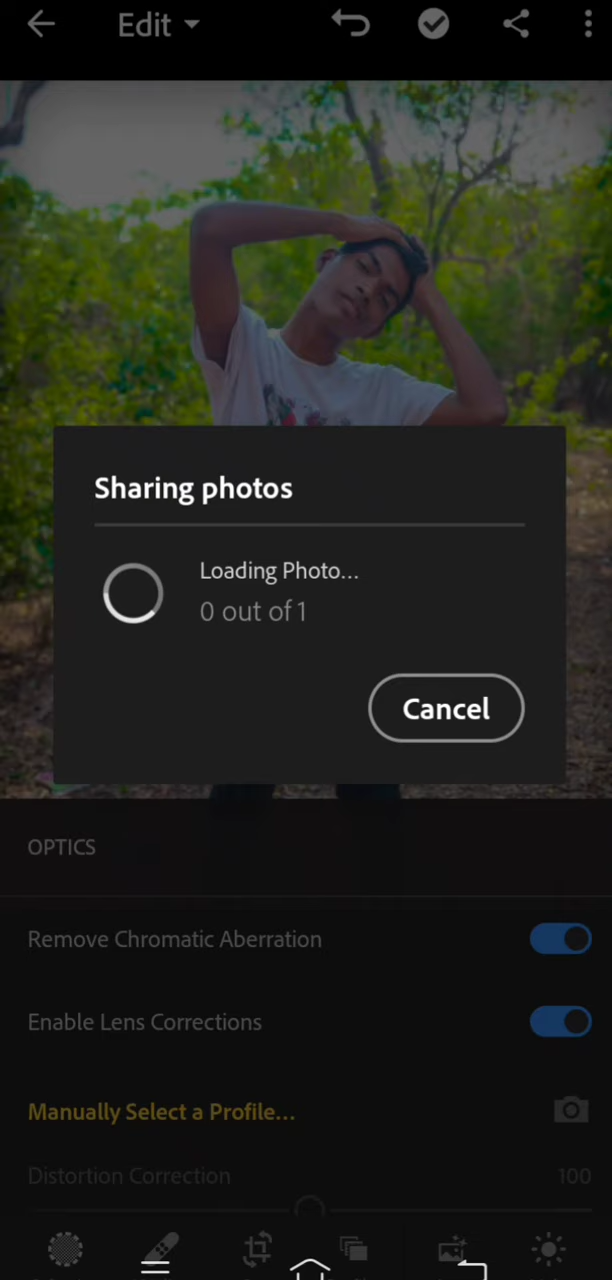 Edit
Sharing photos
Loading Photo...
0 out of 1
Cancel
OPTICS
Remove Chromatic Aberration
Enable Lens Corrections
Manually Select a Profile...
Distortion Correction 100